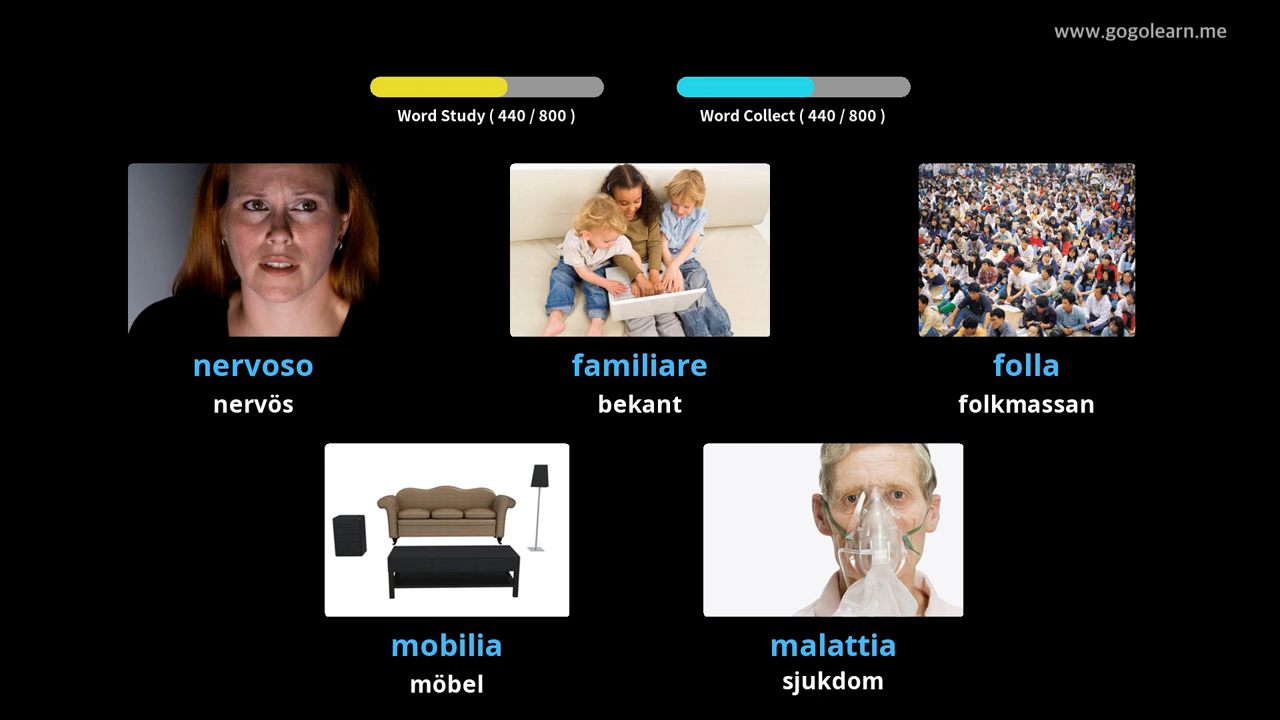 www.gogolearn.me
Word Study ( 440 / 800 )
Word Collect ( 440 / 800 )
nervoso
nervös
familiare
bekant
folla
folkmassan
mobilia
möbel
malattia
sjukdom